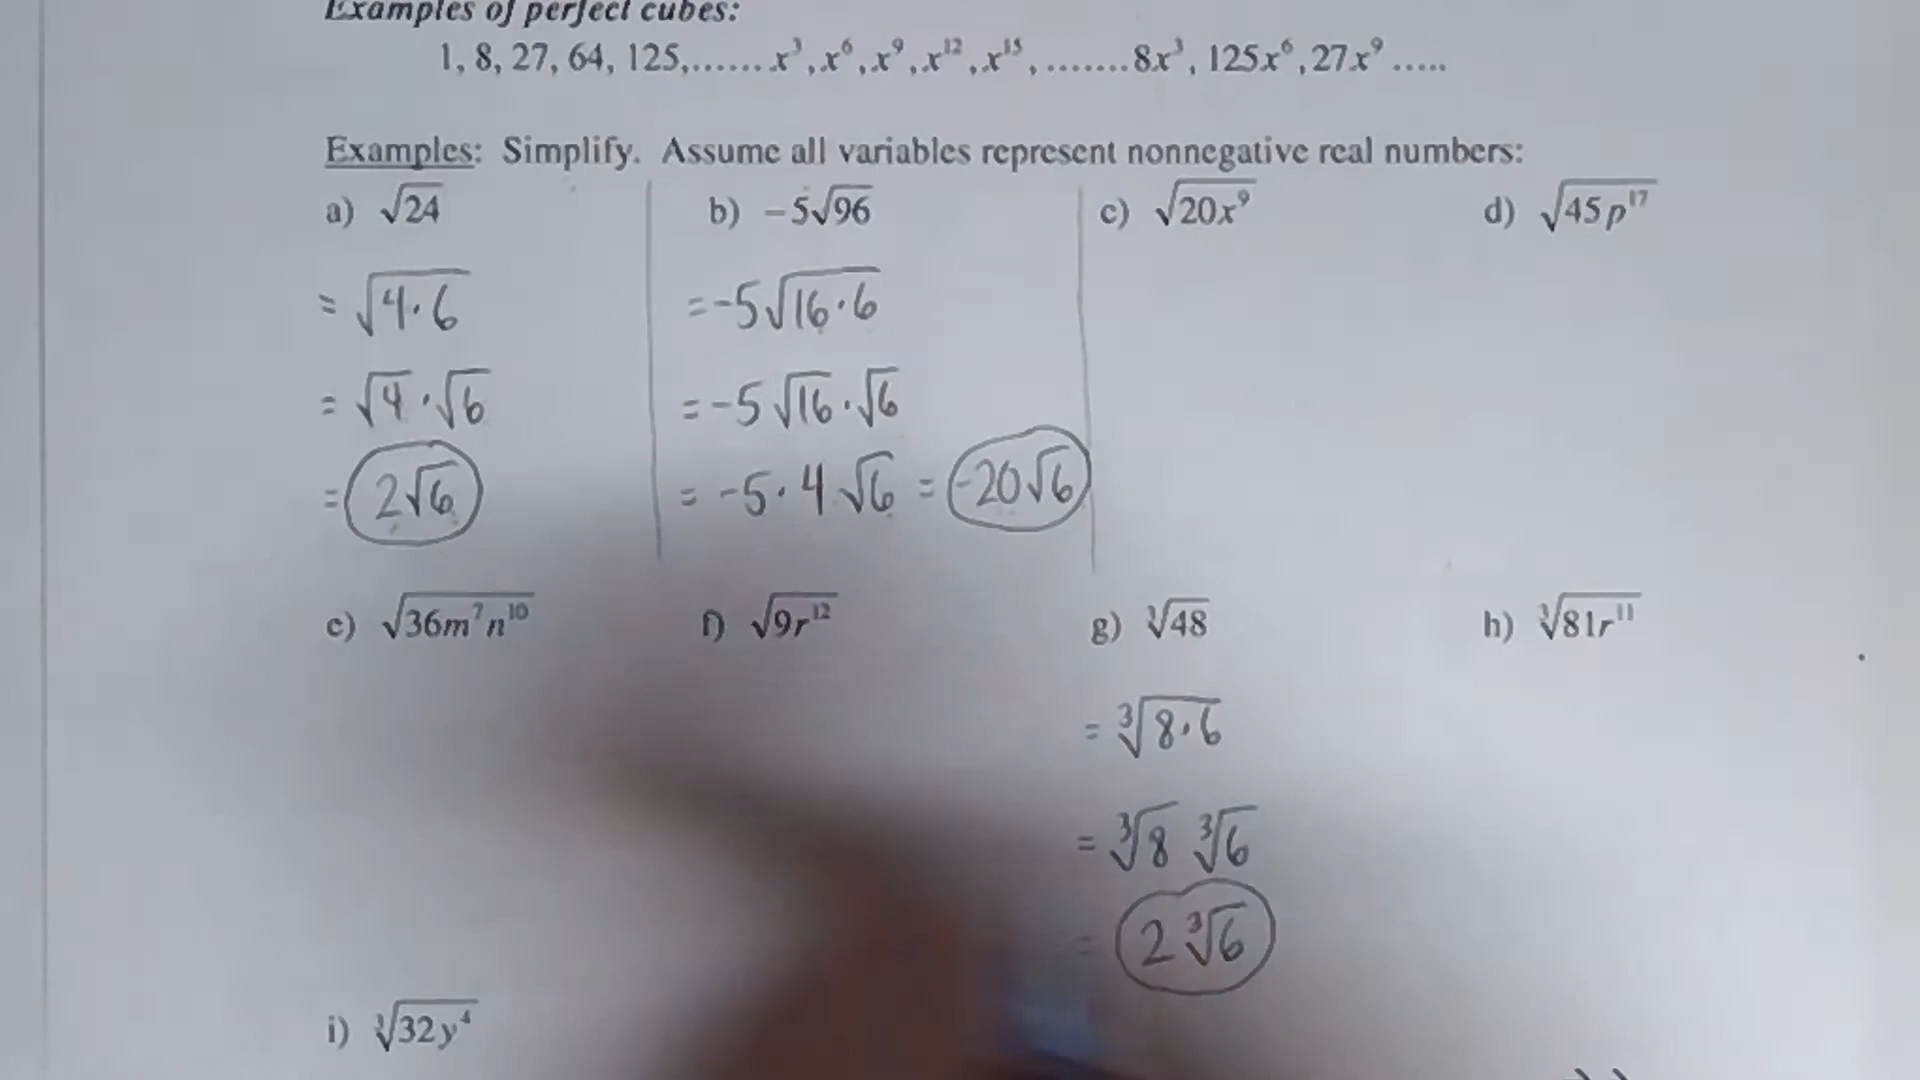 Examples of perfect cubes:
1, 8, 27, 64, 125,.......x³, x⁶, x⁹, x¹², x¹⁵, .......8x³, 125x⁶, 27x⁹ .....
Examples: Simplify. Assume all variables represent nonnegative real numbers:
a) √24 b) −5√96 c) √20x⁹ d) √45p¹⁷
= √4·6 = -5√16·6
= √4 · √6 = -5 √16 · √6
= 2√6 = -5·4 √6 = -20√6
e) √36m⁷n¹⁰ f) √9r¹² g) ∛48 h) ∛81r¹¹
= ∛8·6
= ∛8 ∛6
= 2 ∛6
i) ∛32y⁴